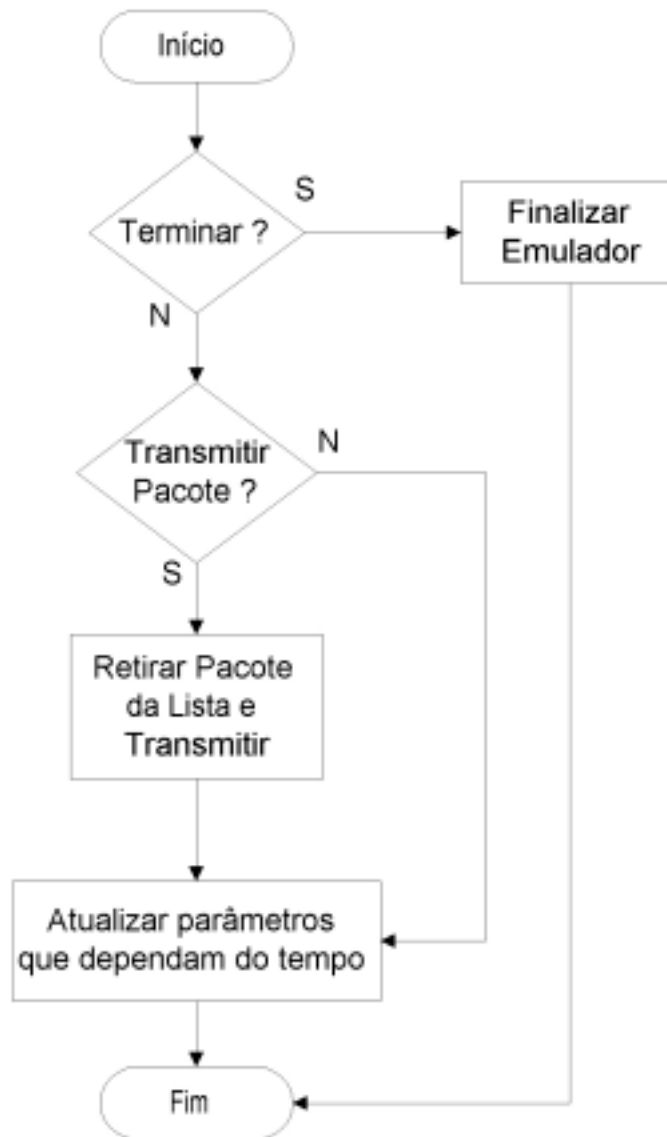 Início
Terminar ?
S
Finalizar
Emulador
N
Transmitir
Pacote ?
N
S
Retirar Pacote
da Lista e
Transmitir
Atualizar parâmetros
que dependam do tempo
Fim